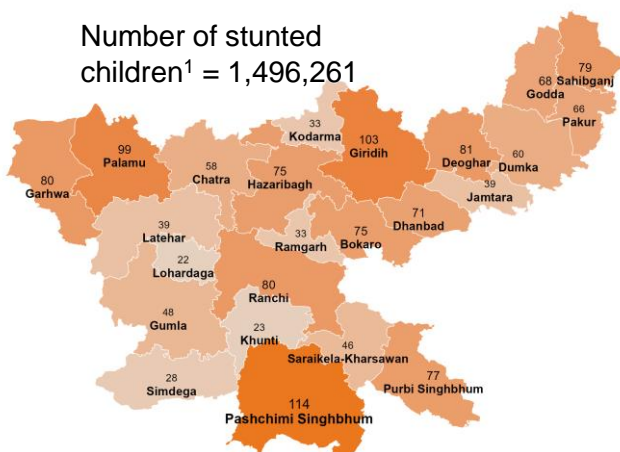 Number of stunted
children¹ = 1,496,261
79
Sahibganj
68
Godda
66
Pakur
33
Kodarma
103
Giridih
99
Palamu
81
Deoghar
60
Dumka
58
Chatra
75
Hazaribagh
80
Garhwa
39
Jamtara
71
Dhanbad
39
Latehar
33
Ramgarh
75
Bokaro
22
Lohardaga
80
Ranchi
48
Gumla
23
Khunti
46
Saraikela-Kharsawan
77
Purbi Singhbhum
28
Simdega
114
Pashchimi Singhbhum